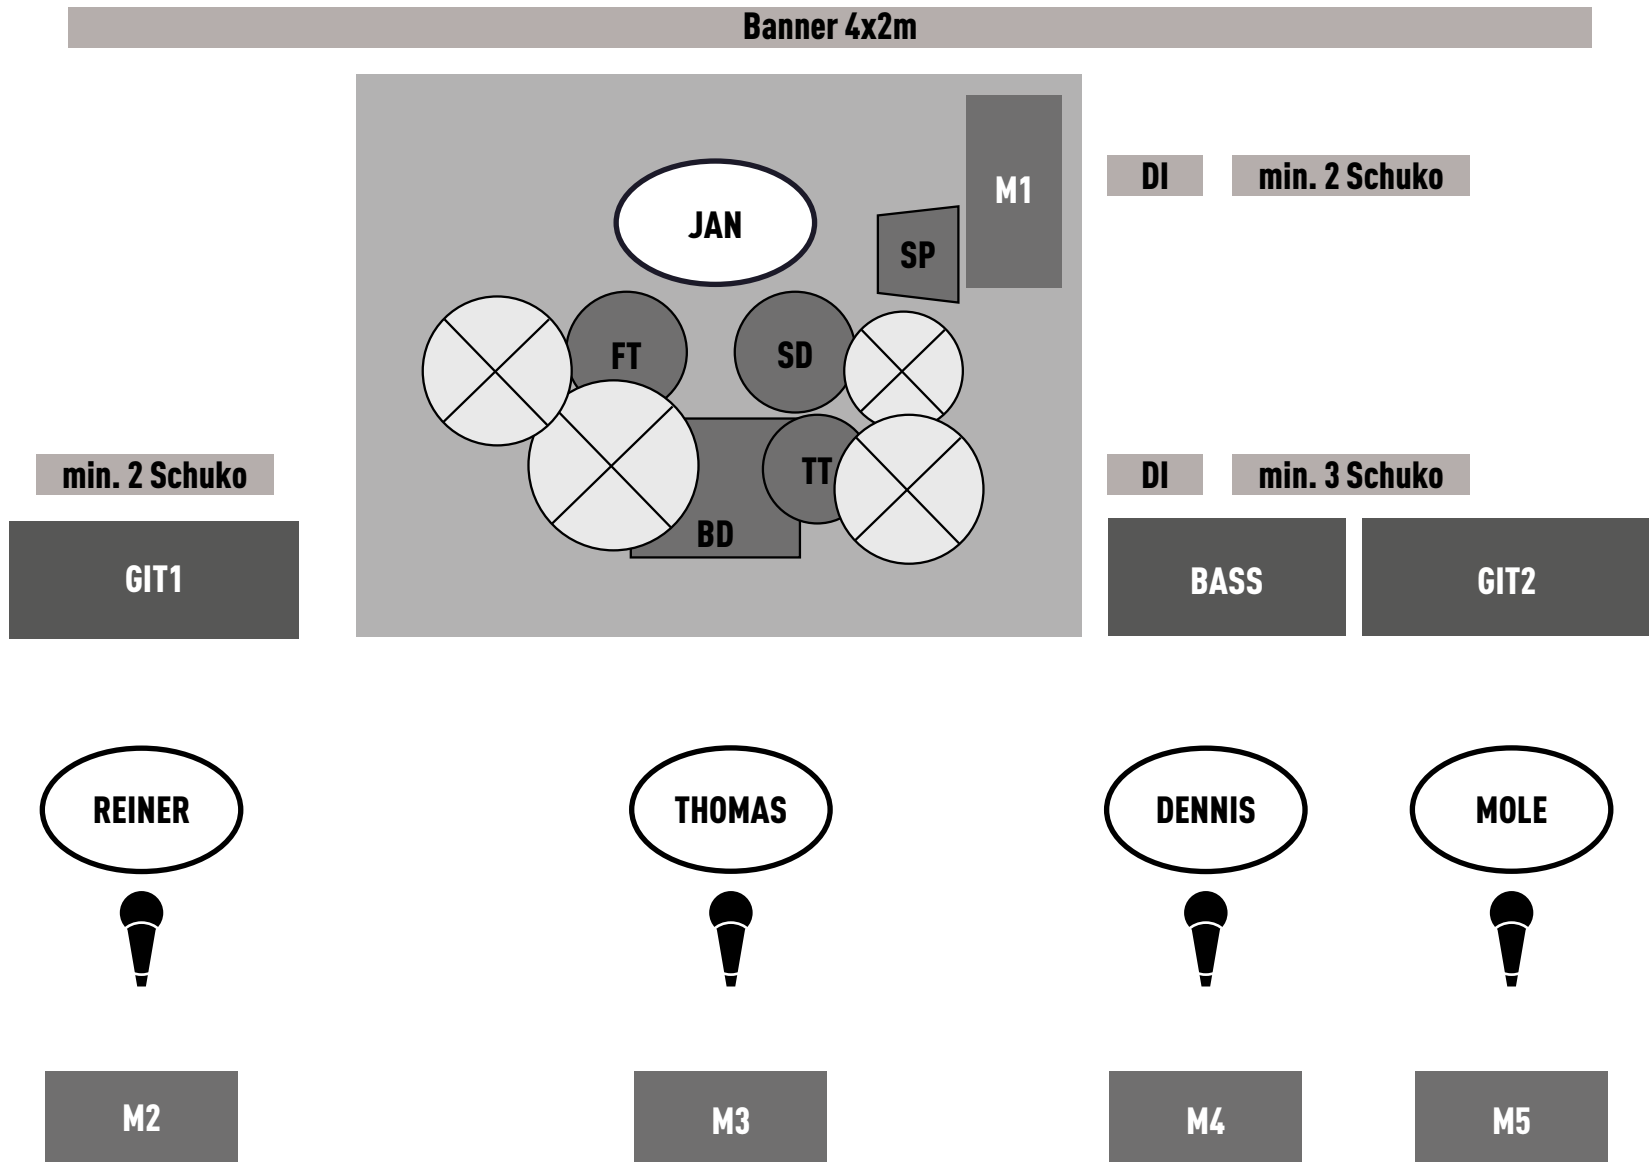 Banner 4x2m
M1
DI
min. 2 Schuko
JAN
SP
FT
SD
TT
BD
min. 2 Schuko
DI
min. 3 Schuko
GIT1
BASS
GIT2
REINER
THOMAS
DENNIS
MOLE
M2
M3
M4
M5